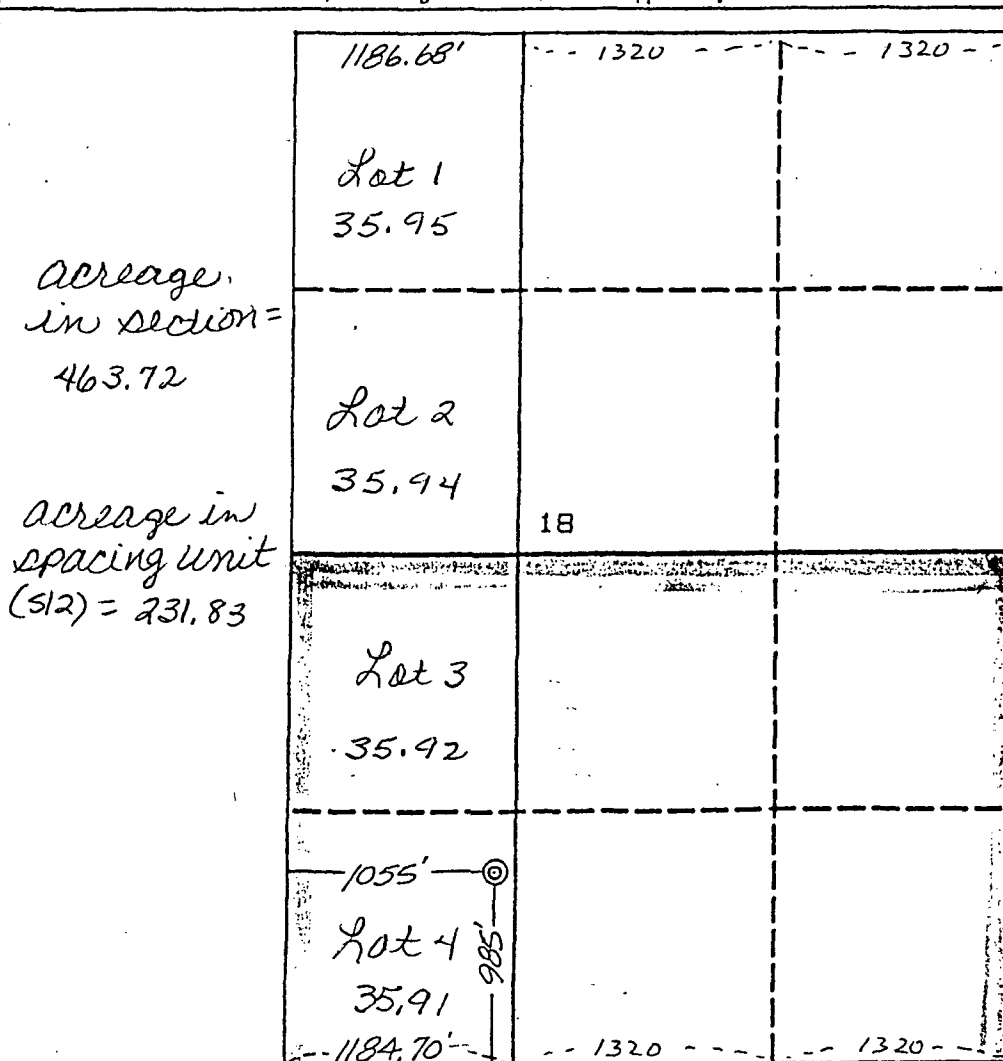 1186.68' 1320 1320
Lot 1
35.95
acreage
in section =
463.72
Lot 2
35.94
acreage in
spacing unit
(S/2) = 231.83
18
Lot 3
35.92
1055'
985'
Lot 4
35.91
1184.70' 1320 1320